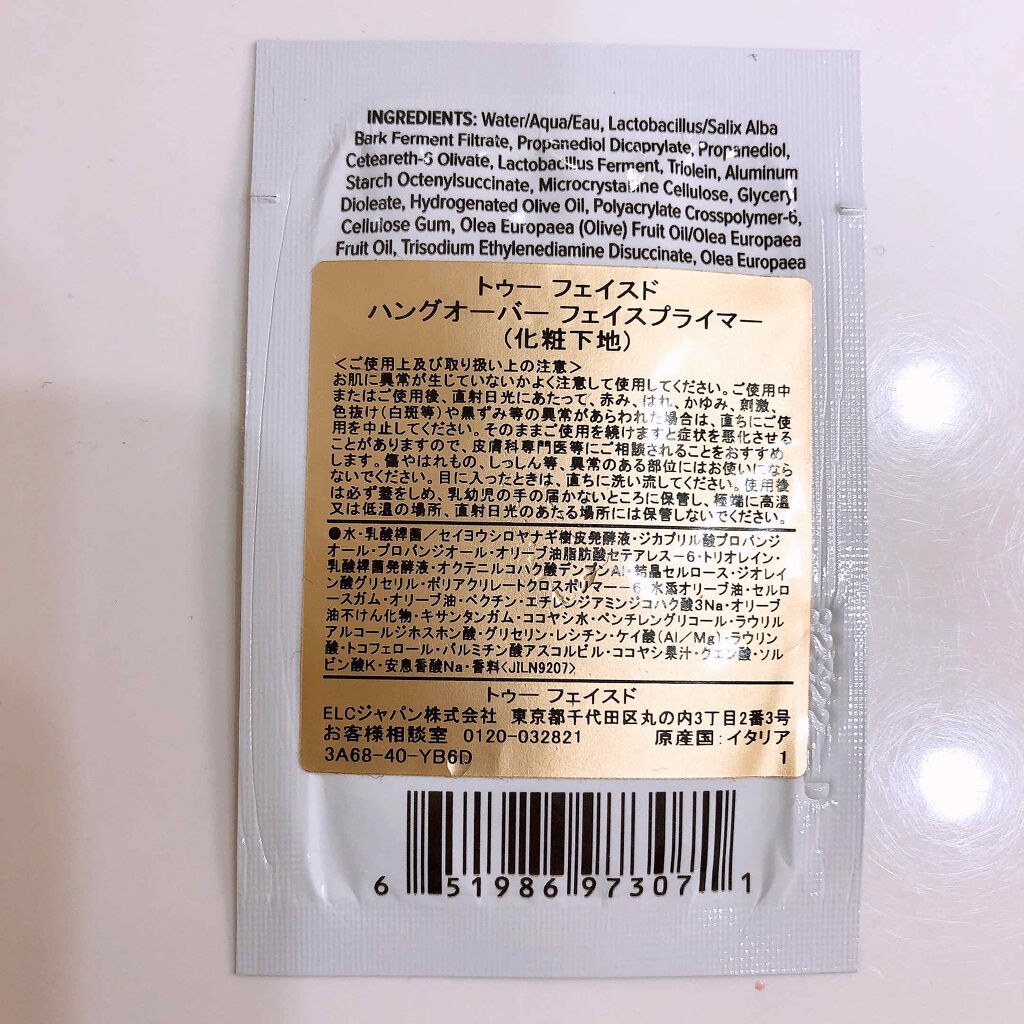 INGREDIENTS: Water/Aqua/Eau, Lactobacillus/Salix Alba
Bark Ferment Filtrate, Propanediol Dicaprylate, Propanediol,
Ceteareth-6 Olivate, Lactobacillus Ferment, Triolein, Aluminum
Starch Octenylsuccinate, Microcrystalline Cellulose, Glyceryl
Dioleate, Hydrogenated Olive Oil, Polyacrylate Crosspolymer-6,
Cellulose Gum, Olea Europaea (Olive) Fruit Oil/Olea Europaea
Fruit Oil, Trisodium Ethylenediamine Disuccinate, Olea Europaea
トゥー フェイスド
ハングオーバー フェイスプライマー
(化粧下地)
＜ご使用上及び取り扱い上の注意＞
お肌に異常が生じていないかよく注意して使用してください。ご使用中
またはご使用後、直射日光にあたって、赤み、はれ、かゆみ、刺激、
色抜け(白斑等)や黒ずみ等の異常があらわれた場合は、直ちにご使
用を中止してください。そのままご使用を続けますと症状を悪化させる
ことがありますので、皮膚科専門医等にご相談されることをおすすめ
します。傷やはれもの、しっしん等、異常のある部位にはお使いになら
ないでください。目に入ったときは、直ちに洗い流してください。使用後
は必ず蓋をしめ、乳幼児の手の届かないところに保管し、極端に高温
又は低温の場所、直射日光のあたる場所には保管しないでください。
●水・乳酸桿菌／セイヨウシロヤナギ樹皮発酵液・ジカプリル酸プロパンジ
オール・プロパンジオール・オリーブ油脂肪酸セテアレス－6・トリオレイン・
乳酸桿菌発酵液・オクテニルコハク酸デンプンAl・結晶セルロース・ジオレイ
ン酸グリセリル・ポリアクリレートクロスポリマー－6・水添オリーブ油・セルロ
ースガム・オリーブ油・ペクチン・エチレンジアミンジコハク酸3Na・オリーブ
油不けん化物・キサンタンガム・ココヤシ水・ペンチレングリコール・ラウリル
アルコールジホスホン酸・グリセリン・レシチン・ケイ酸(Al／Mg)・ラウリン
酸・トコフェロール・パルミチン酸アスコルビル・ココヤシ果汁・クエン酸・ソル
ビン酸K・安息香酸Na・香料<JILN9207>
トゥー フェイスド
ELCジャパン株式会社 東京都千代田区丸の内3丁目2番3号
お客様相談室 0120-032821 原産国：イタリア
3A68-40-YB6D 1
6 51986 97307 1